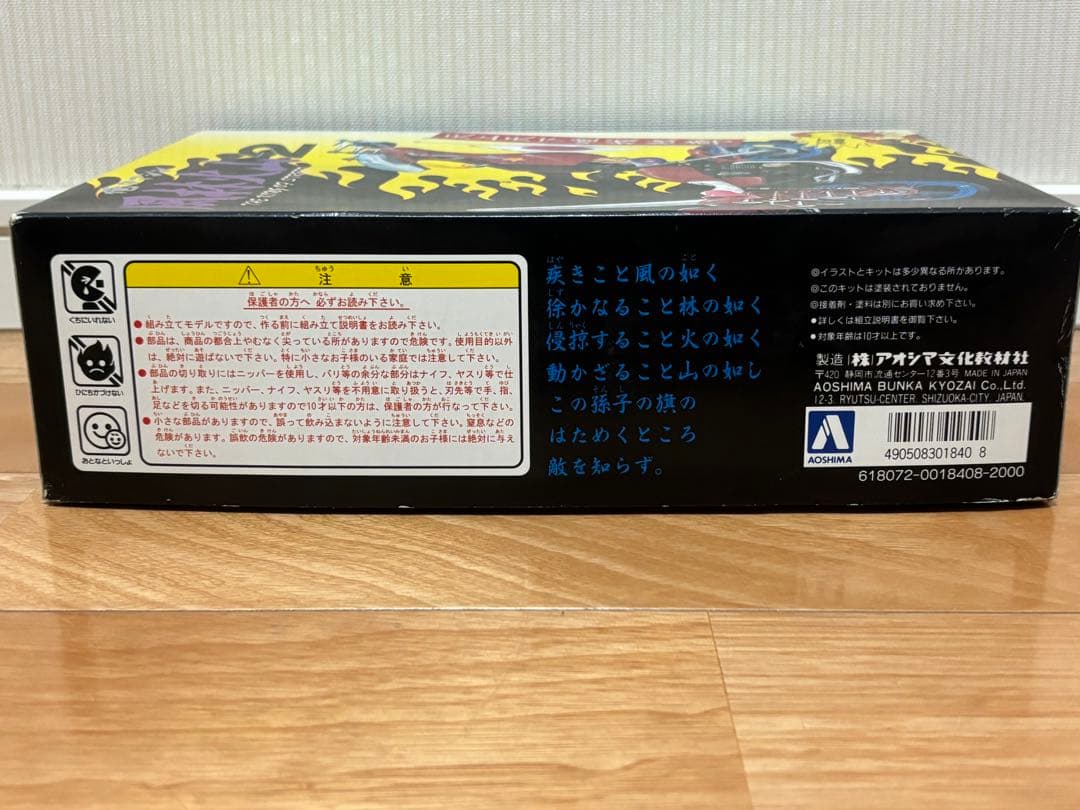 ⚠ 注意
保護者の方へ 必ずお読み下さい。
●組み立てモデルですので、作る前に組み立て説明書をお読み下さい。
●部品は、商品の都合上やむなく尖っている所がありますので危険です。使用目的以外
は、絶対に遊ばないで下さい。特に小さなお子様のいる家庭では注意して下さい。
●部品の切り取りにはニッパーを使用し、バリ等の余分な部分はナイフ、ヤスリ等で仕
上げます。また、ニッパー、ナイフ、ヤスリ等を不用意に取り扱うと、刃先等で手、指、
足などを切る可能性がありますので10才以下の方は、保護者の方が行なって下さい。
●小さな部品がありますので、誤って飲み込まないように注意して下さい。窒息などの
危険があります。誤飲の危険がありますので、対象年齢未満のお子様には絶対に与え
ないで下さい。
くちにいれない
ひにちかづけない
おとなといっしょ
疾きこと風の如く
徐かなること林の如く
侵掠すること火の如く
動かざること山の如し
この孫子の旗の
はためくところ
敵を知らず。
◎イラストとキットは多少異なる所があります。
◎このキットは塗装されておりません。
◎接着剤・塗料は別にお買い求め下さい。
●詳しくは組立説明書を御覧下さい。
●対象年齢は10才以上です。
製造 (株)アオシマ文化教材社
〒420 静岡市流通センター12番3号 MADE IN JAPAN
AOSHIMA BUNKA KYOZAI Co., Ltd.
12-3. RYUTSU-CENTER. SHIZUOKA-CITY. JAPAN.
AOSHIMA
490508301840 8
618072-0018408-2000